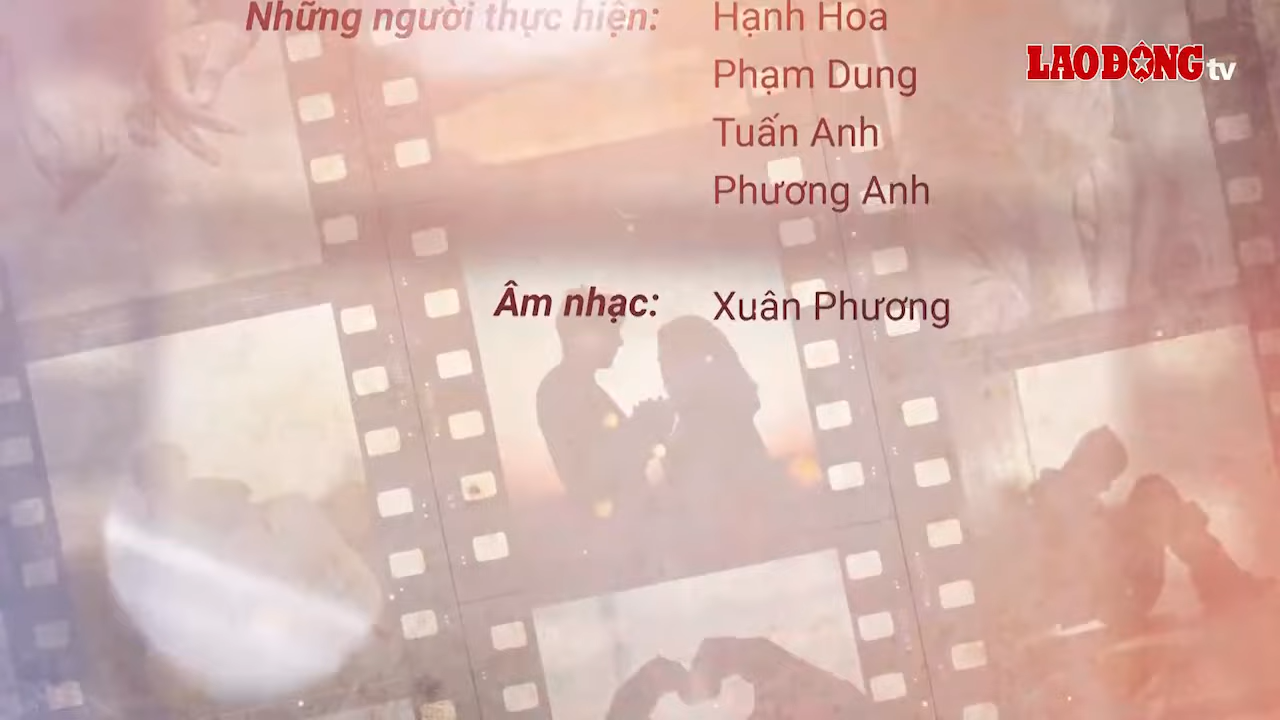 Những người thực hiện: Hạnh Hoa
Phạm Dung
Tuấn Anh
Phương Anh
Âm nhạc: Xuân Phương
LAO ĐỘNG tv